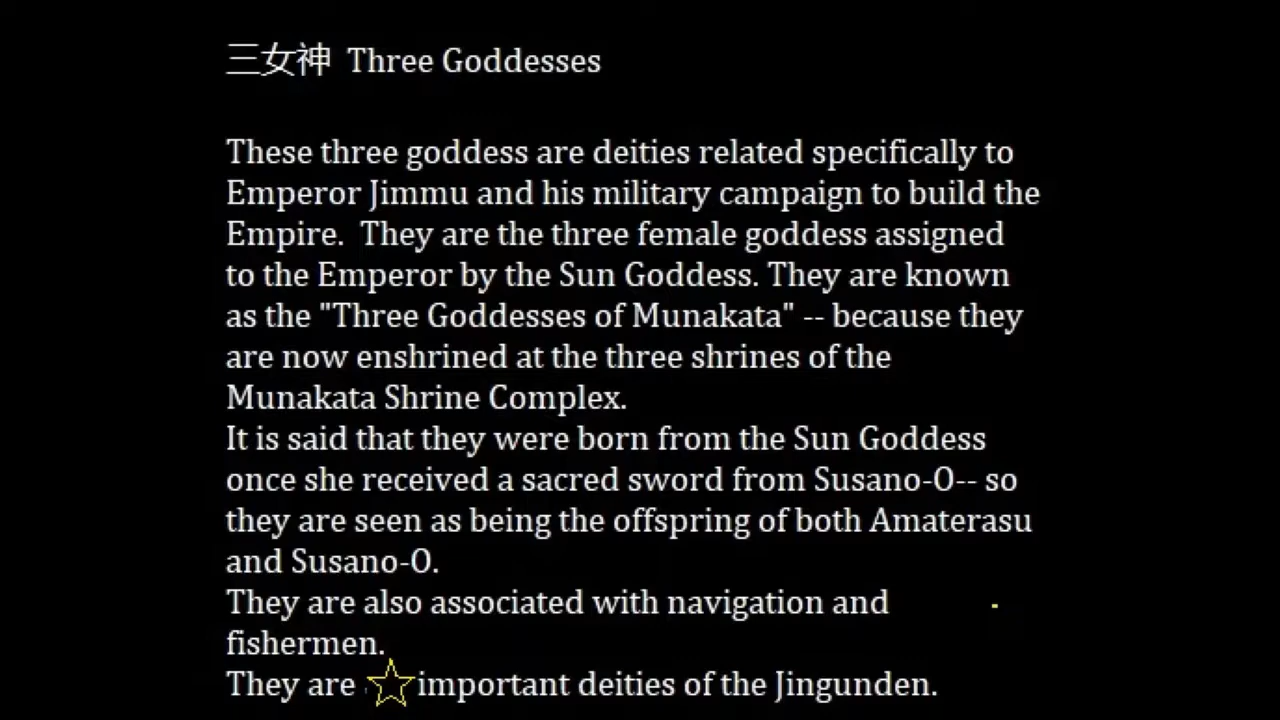 三女神 Three Goddesses
These three goddess are deities related specifically to
Emperor Jimmu and his military campaign to build the
Empire. They are the three female goddess assigned
to the Emperor by the Sun Goddess. They are known
as the "Three Goddesses of Munakata" -- because they
are now enshrined at the three shrines of the
Munakata Shrine Complex.
It is said that they were born from the Sun Goddess
once she received a sacred sword from Susano-O-- so
they are seen as being the offspring of both Amaterasu
and Susano-O.
They are also associated with navigation and
fishermen.
They are important deities of the Jingunden.